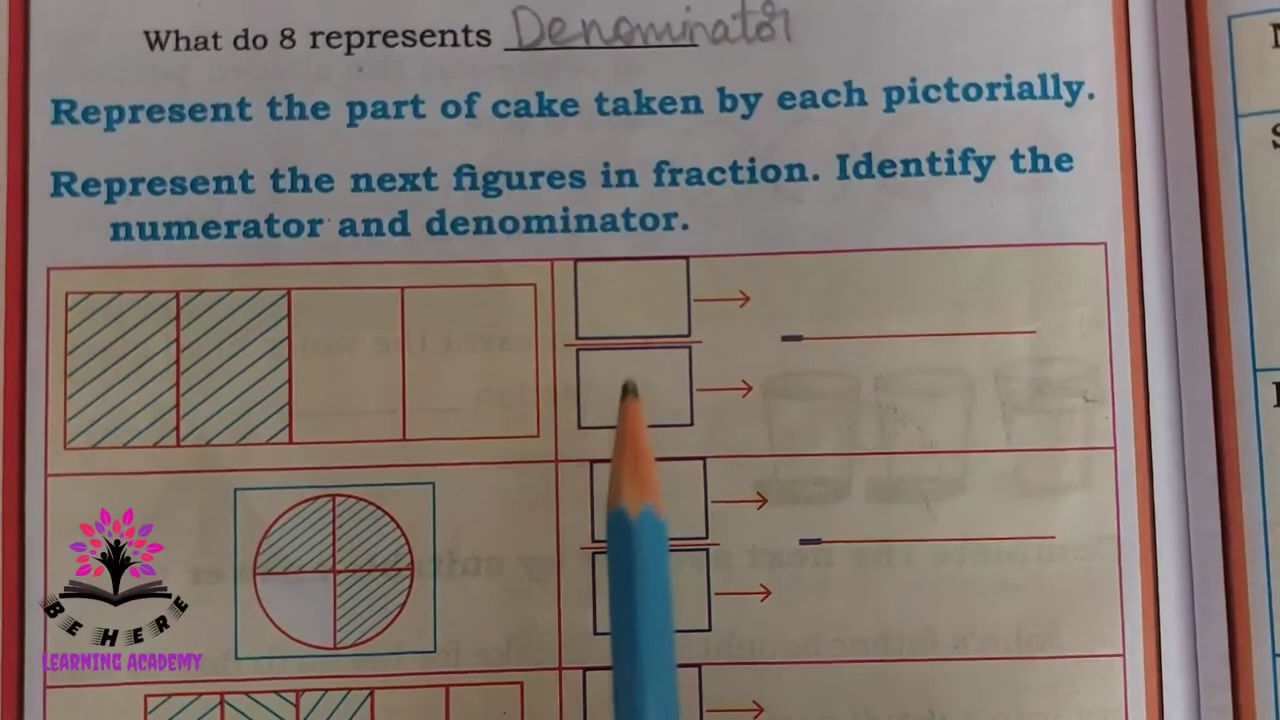 What do 8 represents Denominator
Represent the part of cake taken by each pictorially.
Represent the next figures in fraction. Identify the
numerator and denominator.
BE HERE
LEARNING ACADEMY